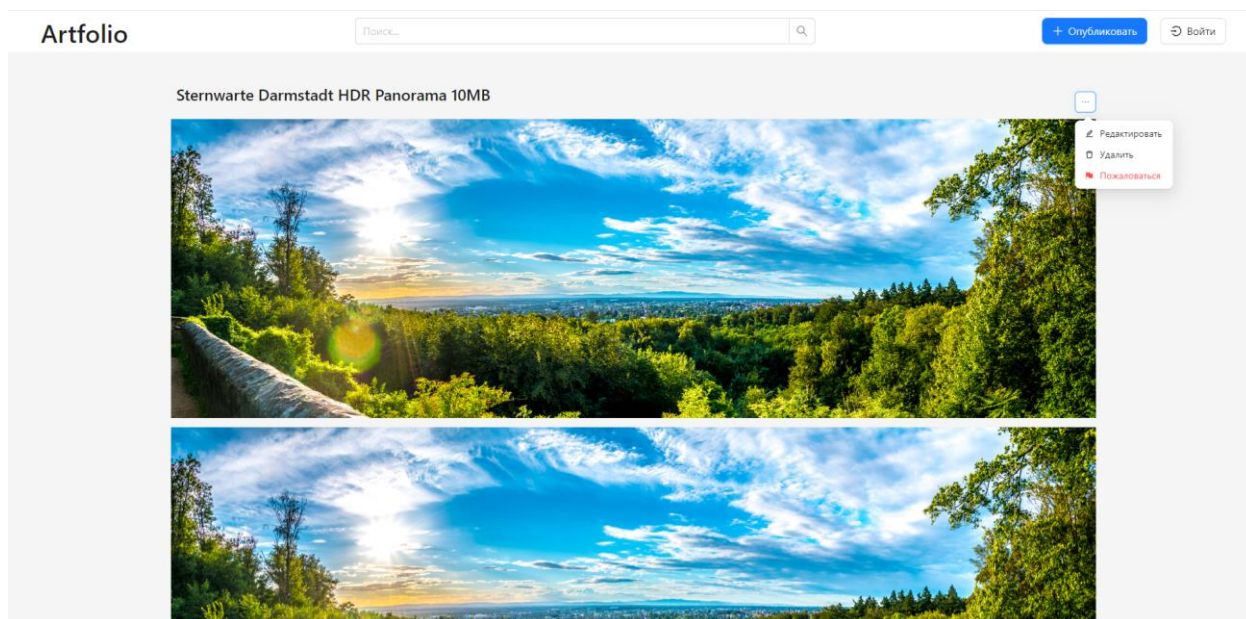 Artfolio
Поиск...
Опубликовать
Войти
Sternwarte Darmstadt HDR Panorama 10MB
Редактировать
Удалить
Пожаловаться